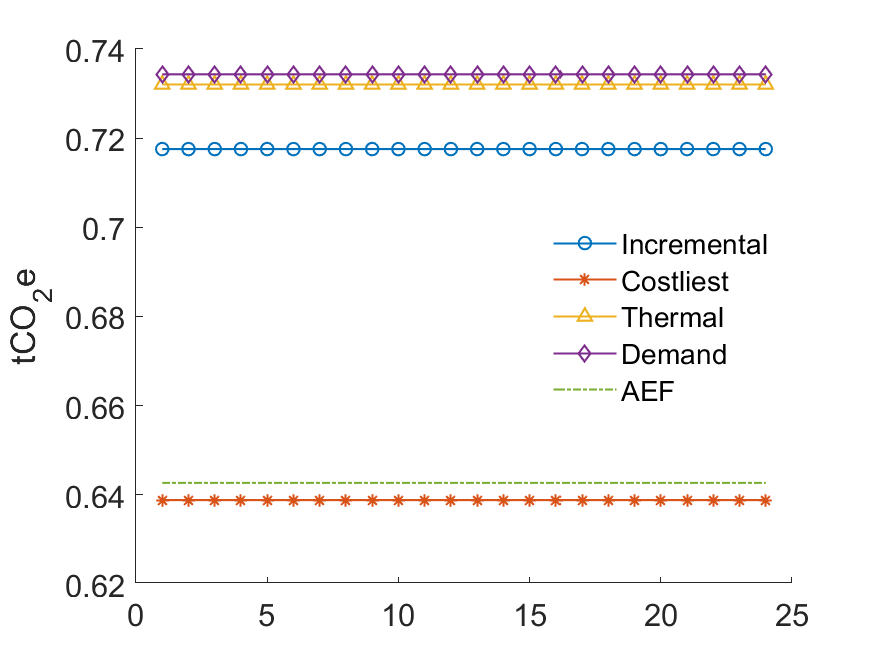 0.74
0.72
0.7
0.68
0.66
0.64
0.62
tCO2e
0
5
10
15
20
25
Incremental
Costliest
Thermal
Demand
AEF